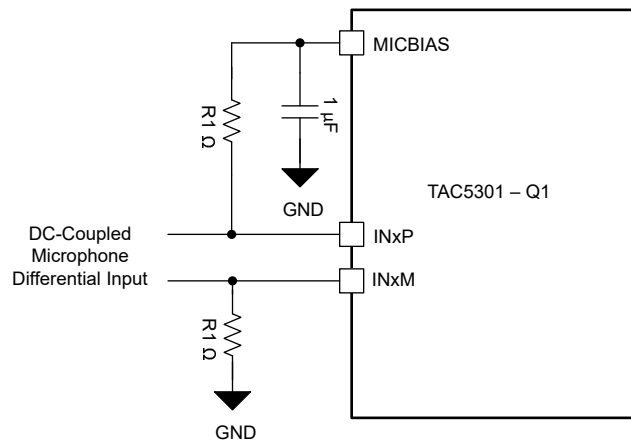 MICBIAS
R1 Ω
1 µF
GND
TAC5301 – Q1
DC-Coupled
Microphone
Differential Input
INxP
INxM
R1 Ω
GND